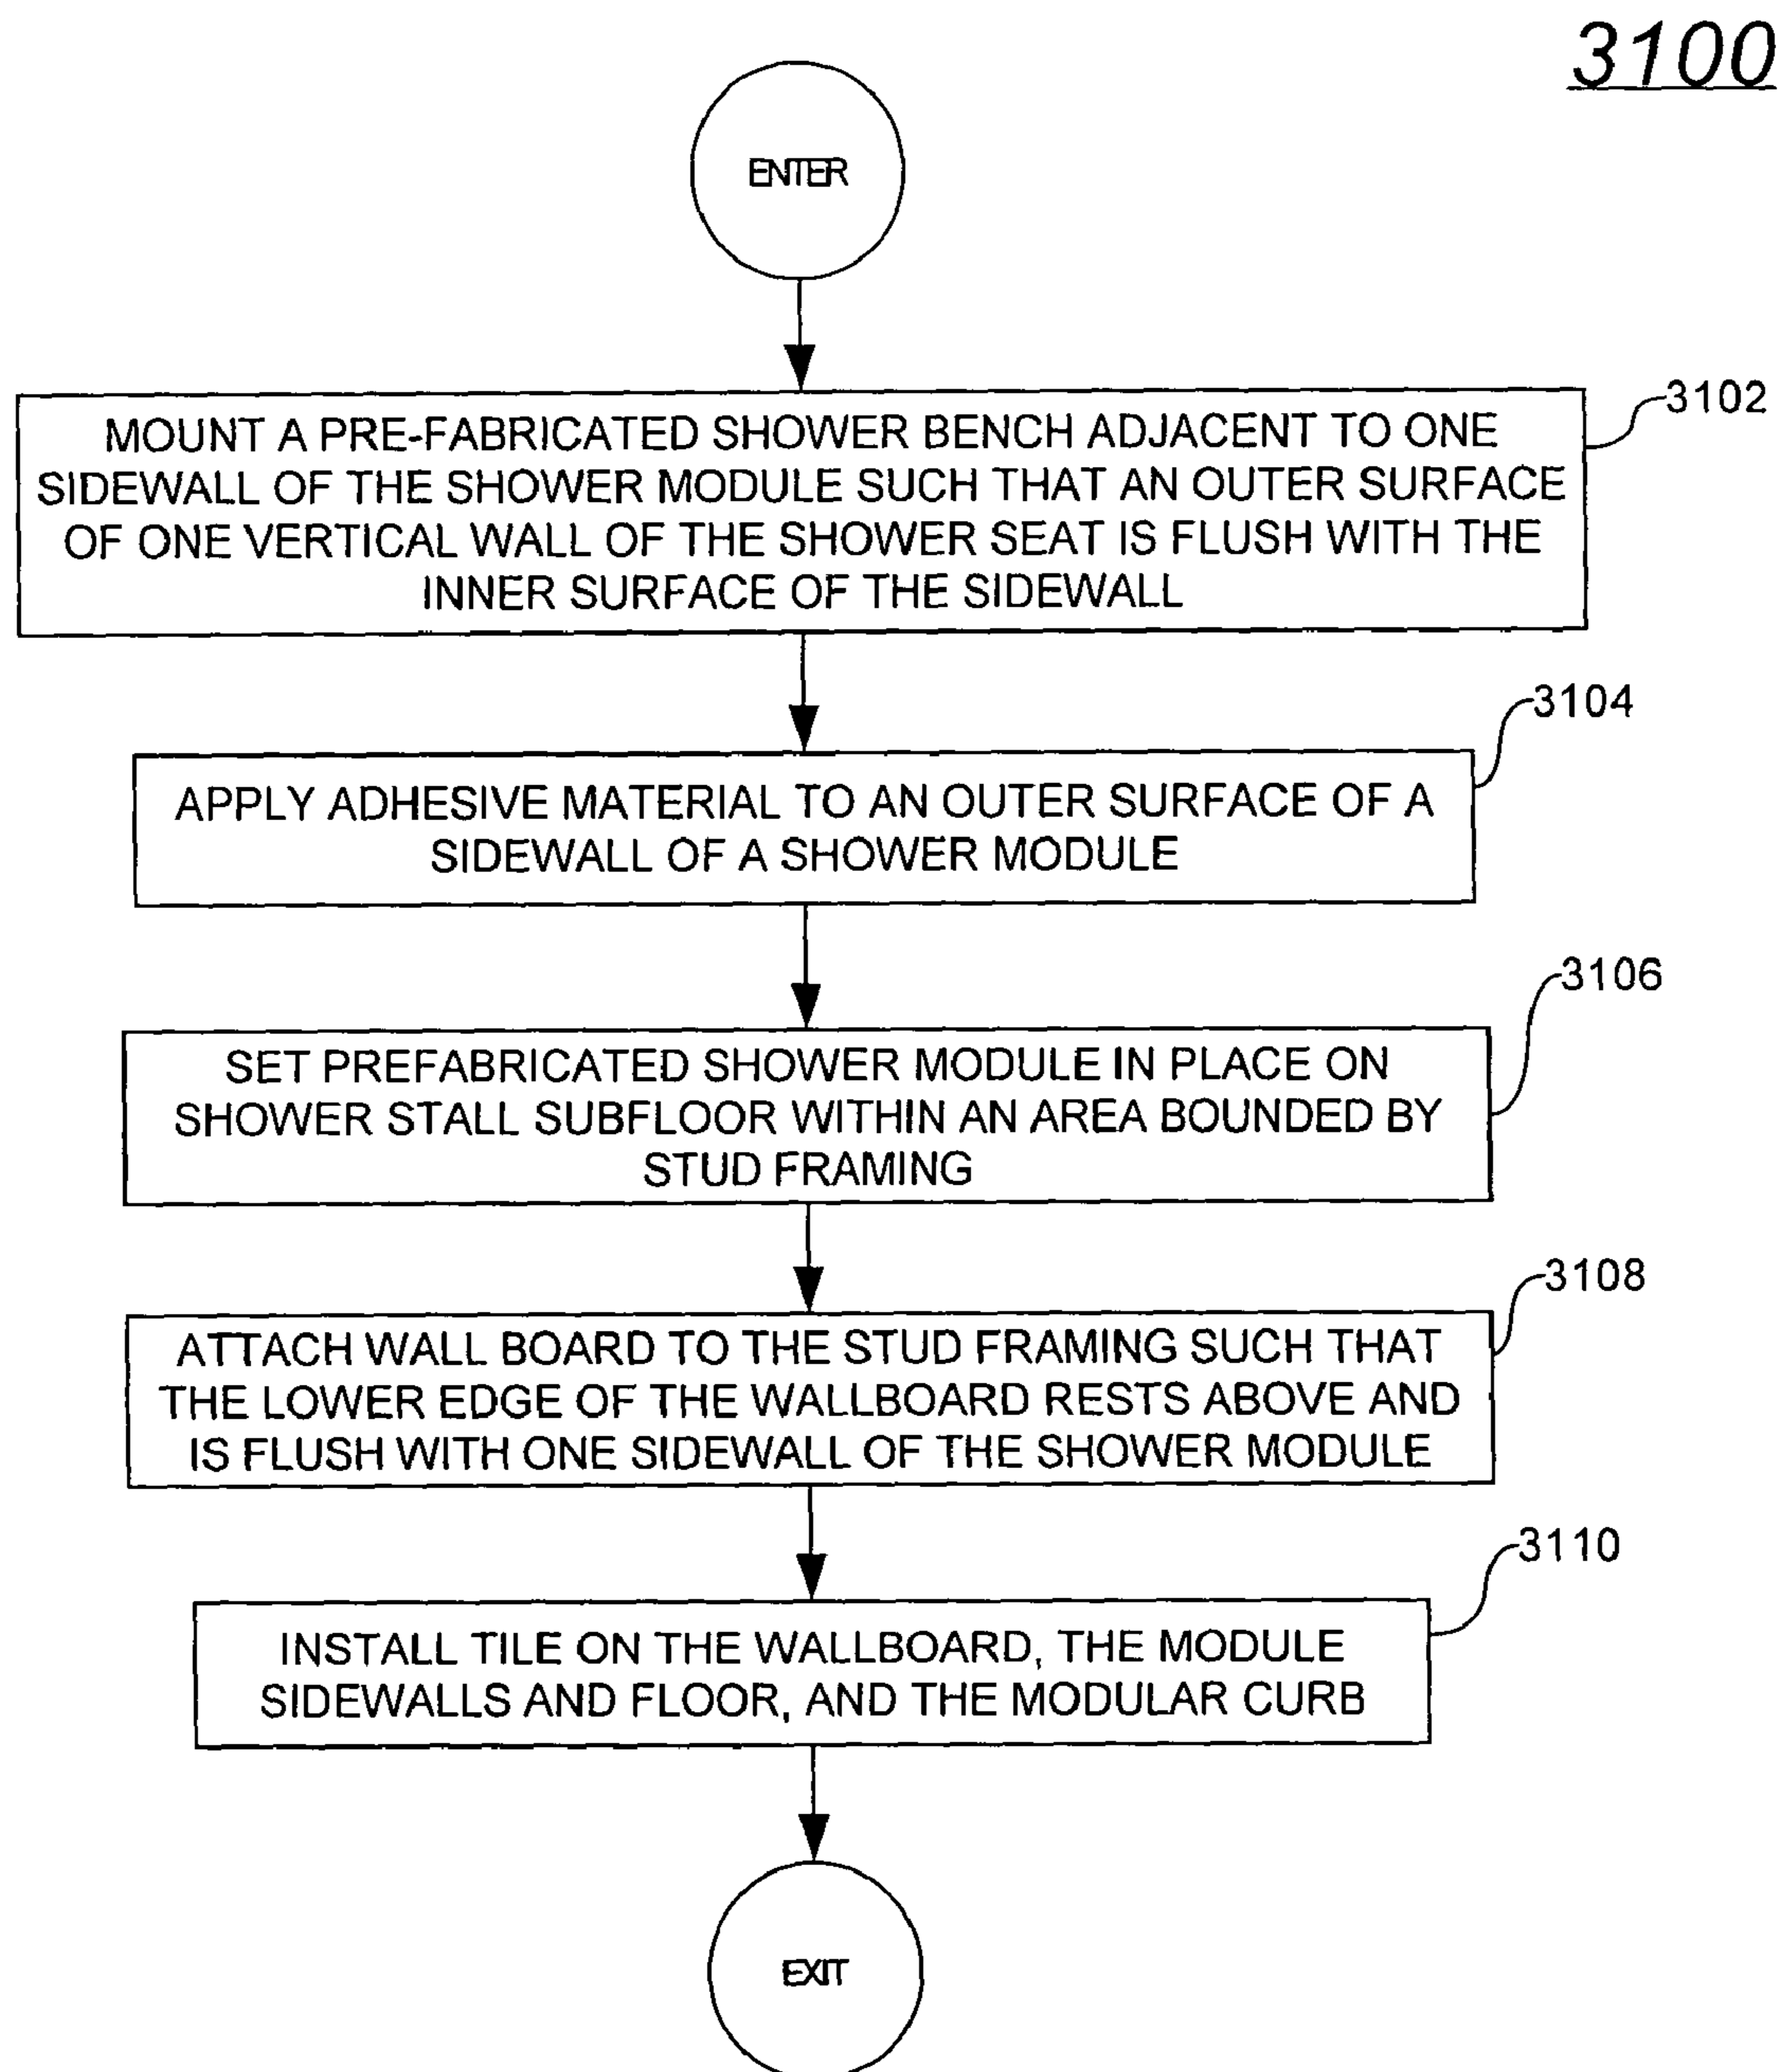 3100
ENTER
3102
MOUNT A PRE-FABRICATED SHOWER BENCH ADJACENT TO ONE
SIDEWALL OF THE SHOWER MODULE SUCH THAT AN OUTER SURFACE
OF ONE VERTICAL WALL OF THE SHOWER SEAT IS FLUSH WITH THE
INNER SURFACE OF THE SIDEWALL
3104
APPLY ADHESIVE MATERIAL TO AN OUTER SURFACE OF A
SIDEWALL OF A SHOWER MODULE
3106
SET PREFABRICATED SHOWER MODULE IN PLACE ON
SHOWER STALL SUBFLOOR WITHIN AN AREA BOUNDED BY
STUD FRAMING
3108
ATTACH WALL BOARD TO THE STUD FRAMING SUCH THAT
THE LOWER EDGE OF THE WALLBOARD RESTS ABOVE AND
IS FLUSH WITH ONE SIDEWALL OF THE SHOWER MODULE
3110
INSTALL TILE ON THE WALLBOARD, THE MODULE
SIDEWALLS AND FLOOR, AND THE MODULAR CURB
EXIT